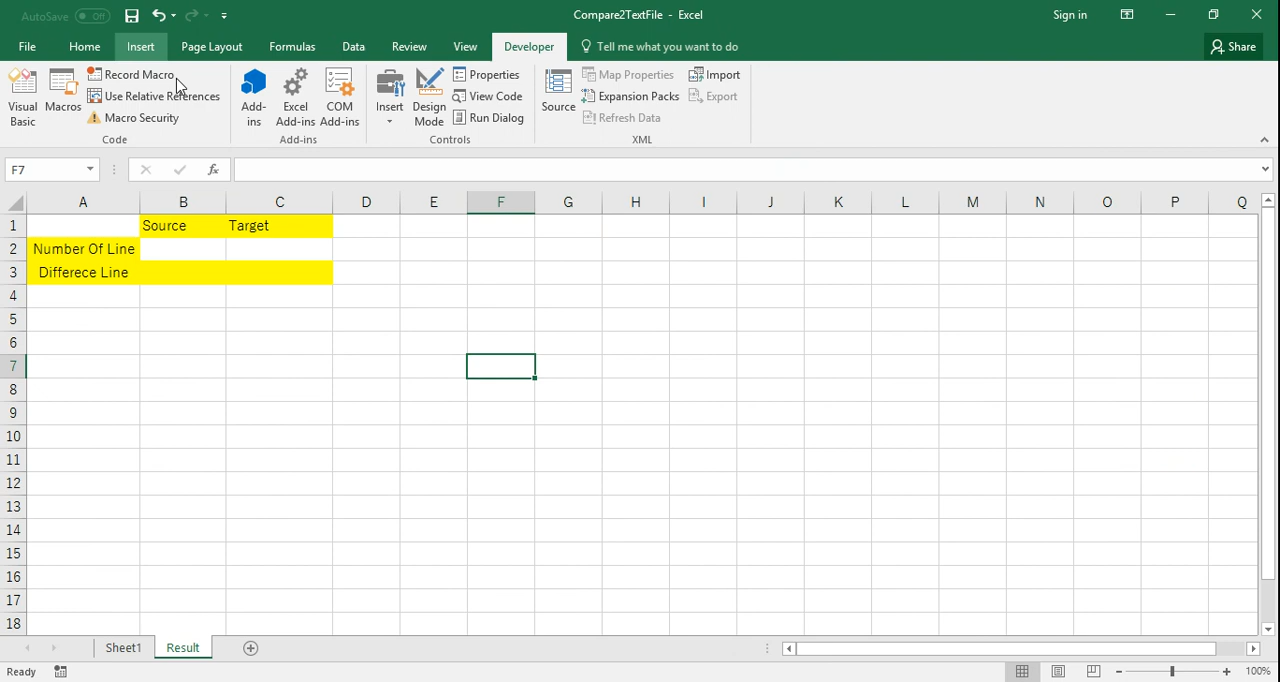 AutoSave Off Compare2TextFile - Excel Sign in
File Home Insert Page Layout Formulas Data Review View Developer Tell me what you want to do Share
Visual Basic
Macros
Record Macro
Use Relative References
Macro Security
Code
Add-ins
Excel Add-ins
COM Add-ins
Add-ins
Insert
Design Mode
Properties
View Code
Run Dialog
Controls
Source
Map Properties
Expansion Packs
Refresh Data
Import
Export
XML
F7 fx
A B C D E F G H I J K L M N O P Q
1 Source Target
2 Number Of Line
3 Differece Line
4
5
6
7
8
9
10
11
12
13
14
15
16
17
18
Sheet1 Result
Ready 100%